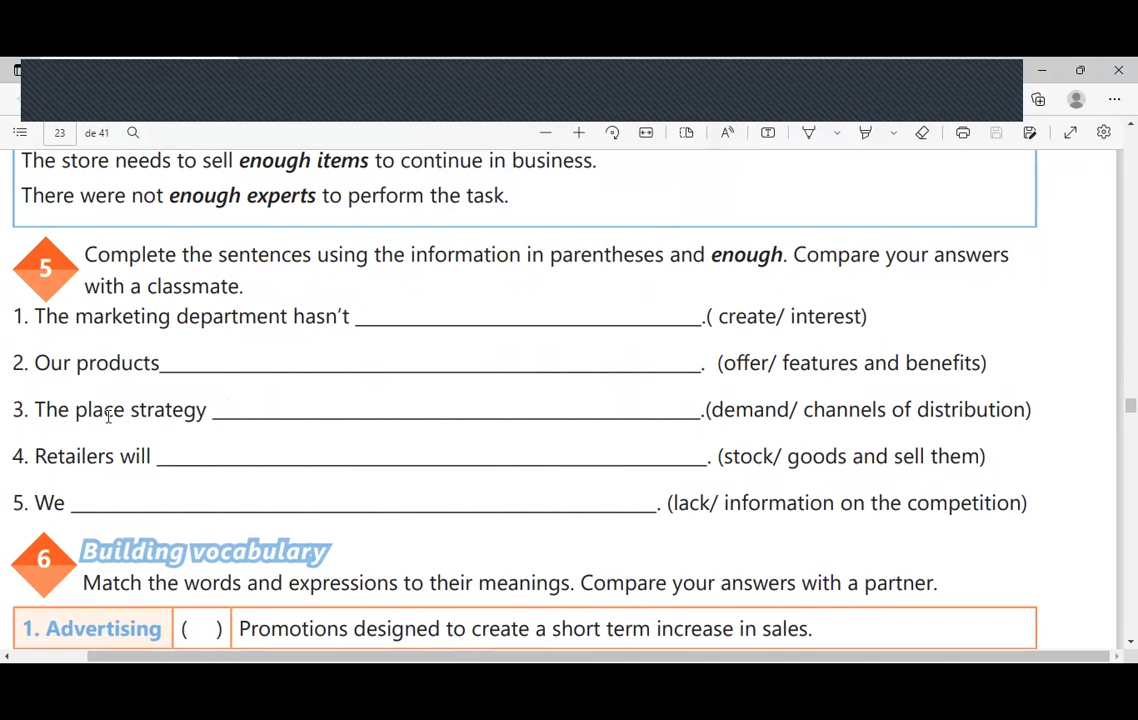 23 de 41
The store needs to sell enough items to continue in business.
There were not enough experts to perform the task.
5 Complete the sentences using the information in parentheses and enough. Compare your answers
with a classmate.
1. The marketing department hasn’t ______________________________.( create/ interest)
2. Our products______________________________. (offer/ features and benefits)
3. The place strategy ______________________________.(demand/ channels of distribution)
4. Retailers will ______________________________. (stock/ goods and sell them)
5. We ______________________________. (lack/ information on the competition)
6 Building vocabulary
Match the words and expressions to their meanings. Compare your answers with a partner.
1. Advertising ( ) Promotions designed to create a short term increase in sales.